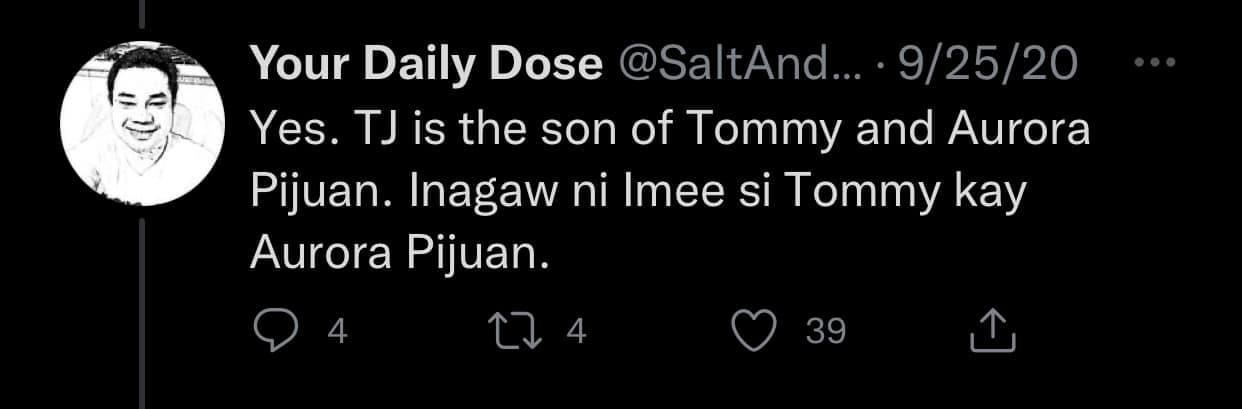 Your Daily Dose @SaltAnd... · 9/25/20
Yes. TJ is the son of Tommy and Aurora
Pijuan. Inagaw ni Imee si Tommy kay
Aurora Pijuan.
4 4 39